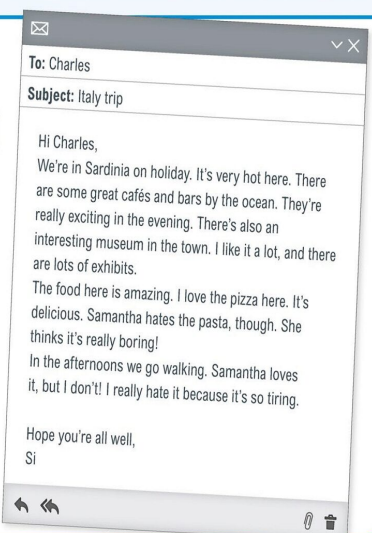 To: Charles
Subject: Italy trip
Hi Charles,
We're in Sardinia on holiday. It's very hot here. There
are some great cafés and bars by the ocean. They're
really exciting in the evening. There's also an
interesting museum in the town. I like it a lot, and there
are lots of exhibits.
The food here is amazing. I love the pizza here. It's
delicious. Samantha hates the pasta, though. She
thinks it's really boring!
In the afternoons we go walking. Samantha loves
it, but I don't! I really hate it because it's so tiring.
Hope you're all well,
Si